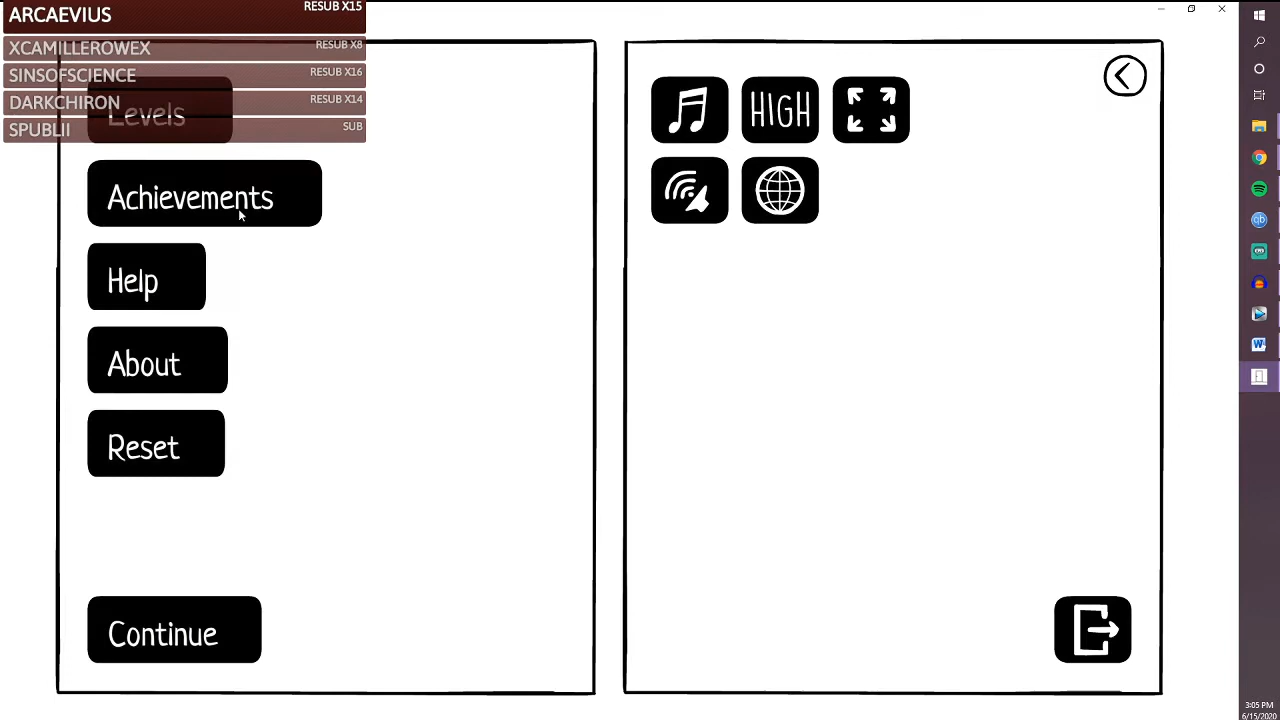 ARCAEVIUS RESUB X15
XCAMILLEROWEX RESUB X8
SINSOFSCIENCE RESUB X16
DARKCHIRON RESUB X14
Levels
SPUBLII SUB
Achievements
Help
About
Reset
Continue
HIGH
3:05 PM
6/15/2020